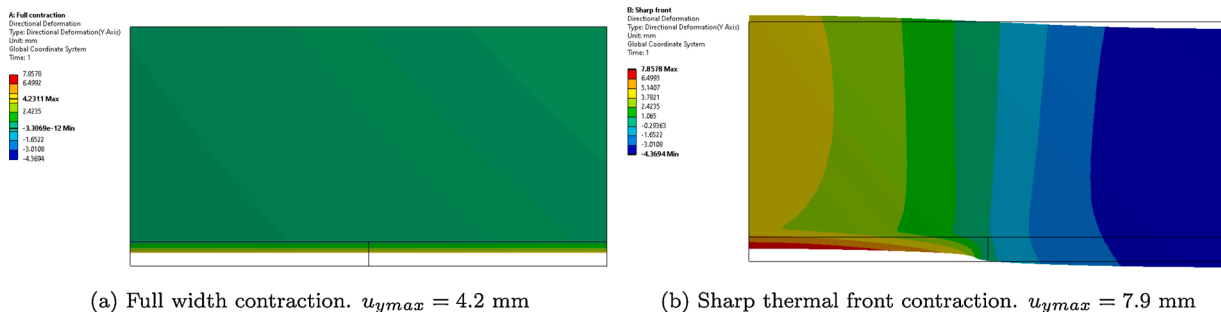 A: Full contraction
Directional Deformation
Type: Directional Deformation(Y Axis)
Unit: mm
Global Coordinate System
Time: 1
7.8578
6.4992
4.2311 Max
2.4235
-3.3069e-12 Min
-1.6522
-3.0108
-4.3694
(a) Full width contraction. uymax = 4.2 mm
B: Sharp front
Directional Deformation
Type: Directional Deformation(Y Axis)
Unit: mm
Global Coordinate System
Time: 1
7.8578 Max
6.4993
5.1407
3.7821
2.4235
1.065
-0.29363
-1.6522
-3.0108
-4.3694 Min
(b) Sharp thermal front contraction. uymax = 7.9 mm